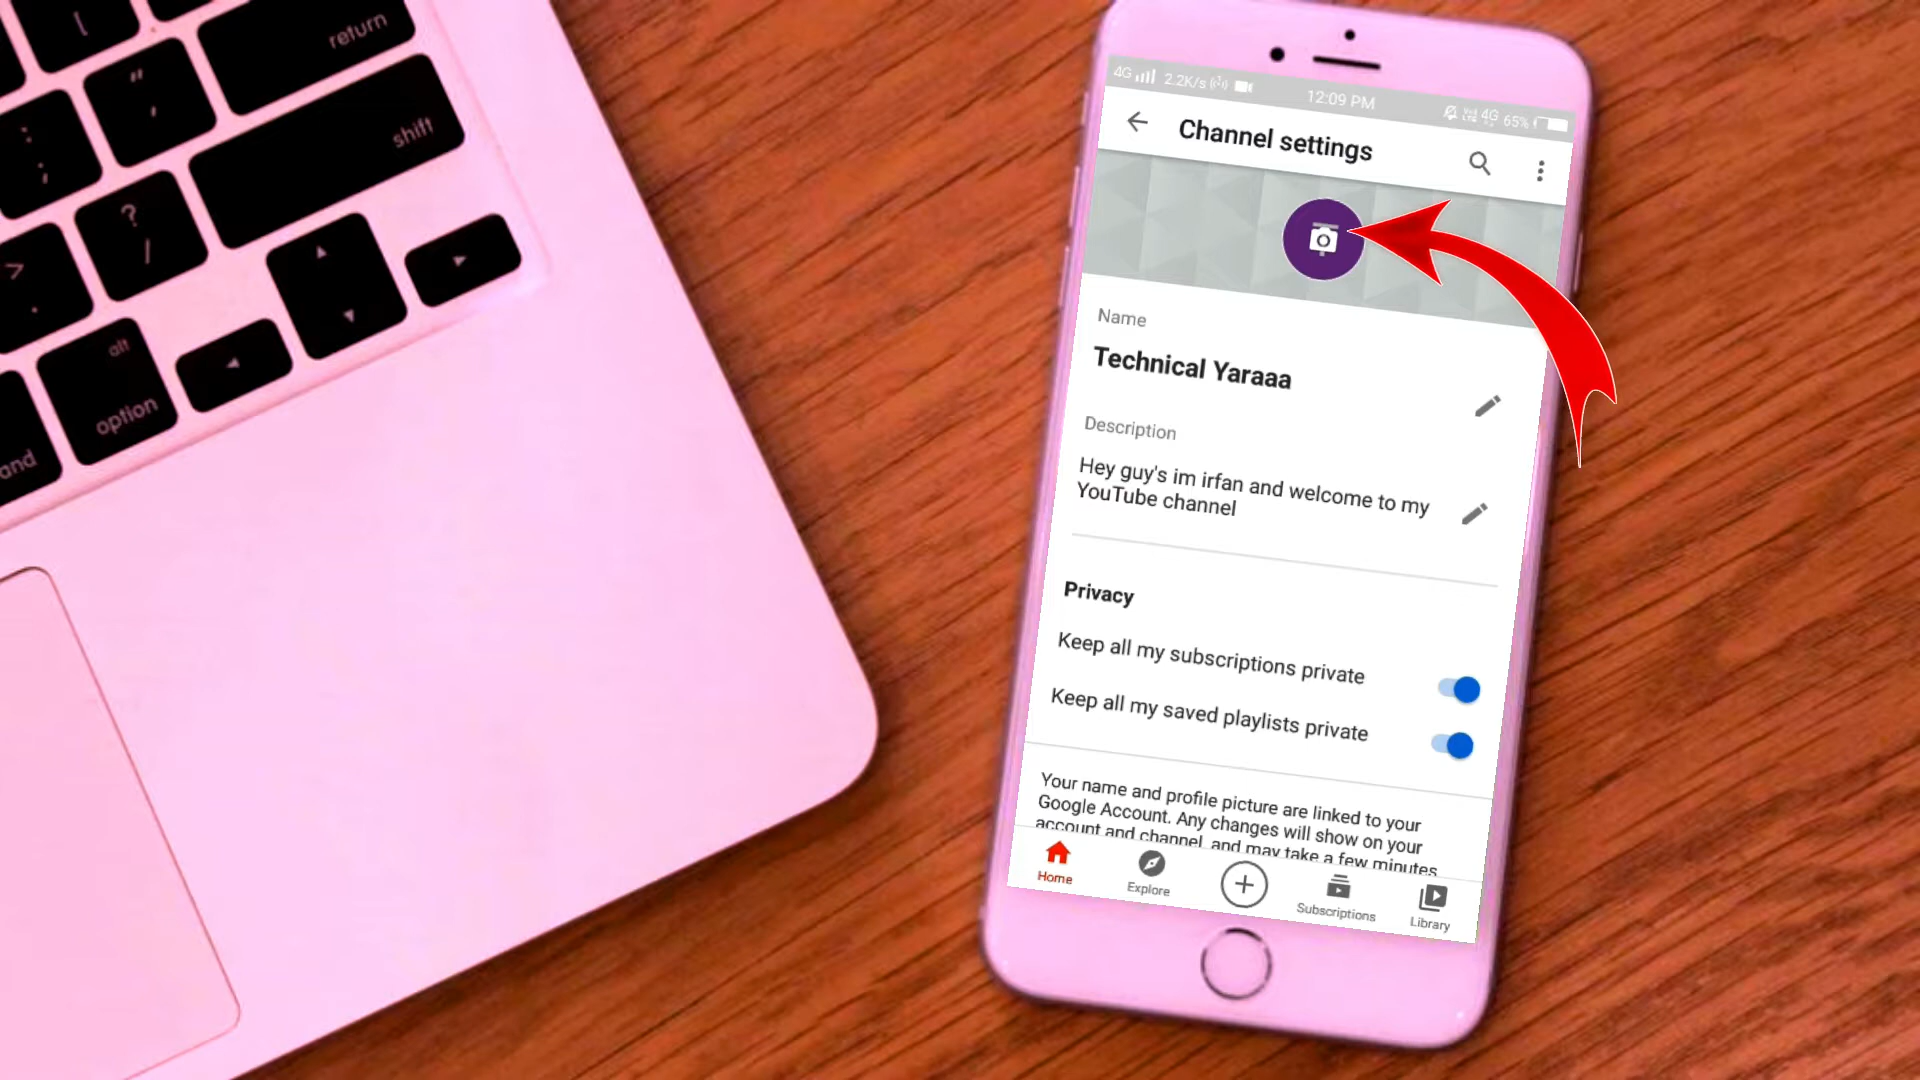 return
shift
alt
option
and
?
/
"
,
:
;
>
.
[
4G 2.2K/s 12:09 PM 4G 65%
Channel settings
Name
Technical Yaraaa
Description
Hey guy's im irfan and welcome to my
YouTube channel
Privacy
Keep all my subscriptions private
Keep all my saved playlists private
Your name and profile picture are linked to your
Google Account. Any changes will show on your
account and channel, and may take a few minutes
Home
Explore
Subscriptions
Library